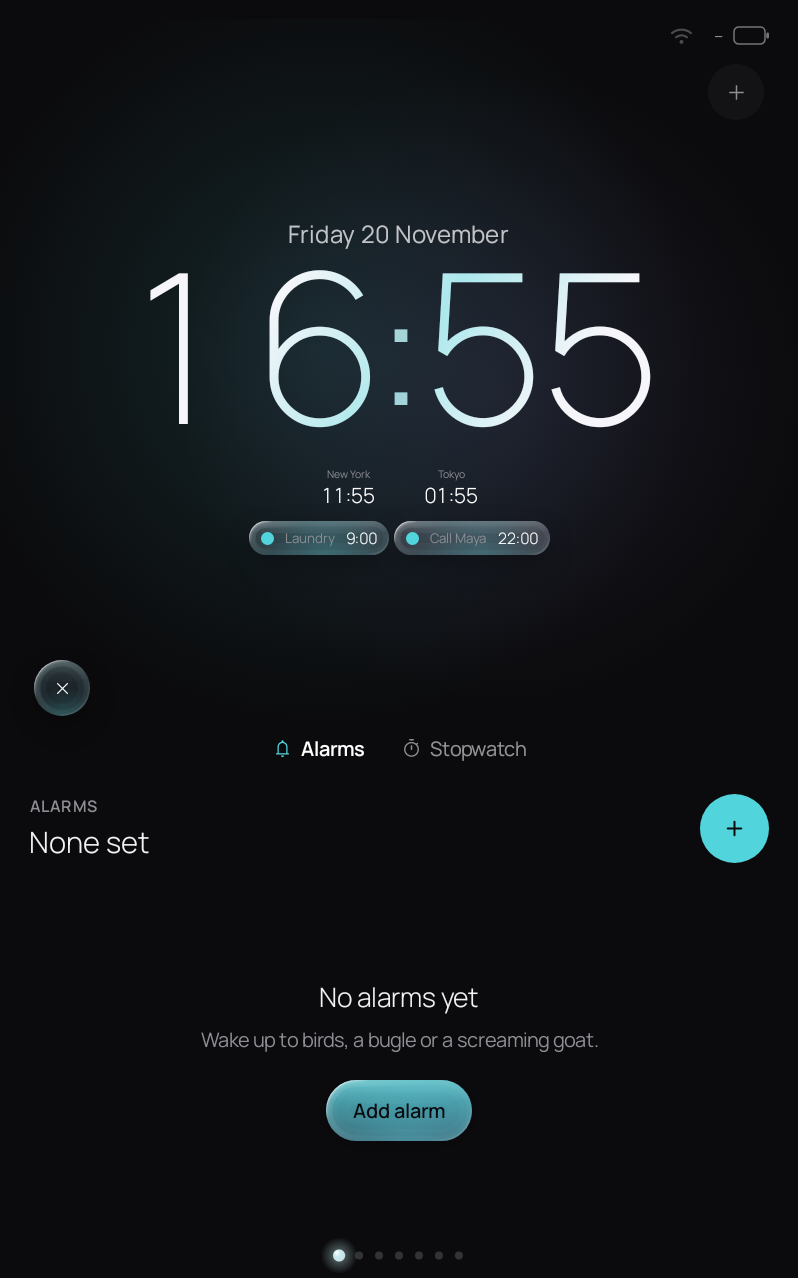 –
Friday 20 November
16:55
New York Tokyo
11:55 01:55
Laundry 9:00 Call Maya 22:00
Alarms Stopwatch
ALARMS
None set
No alarms yet
Wake up to birds, a bugle or a screaming goat.
Add alarm